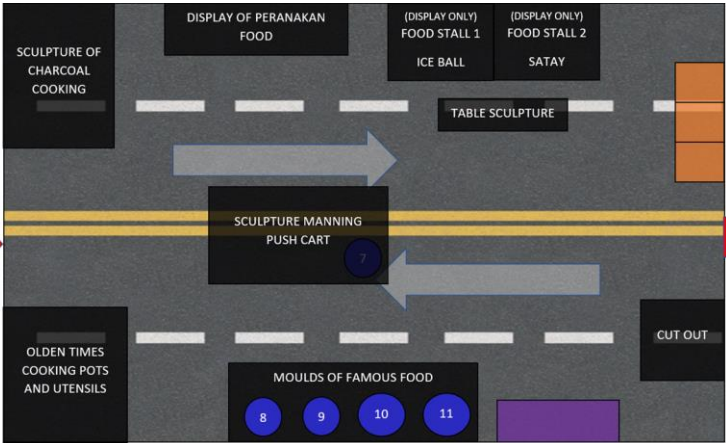 SCULPTURE OF
CHARCOAL
COOKING
DISPLAY OF PERANAKAN
FOOD
(DISPLAY ONLY)
FOOD STALL 1
ICE BALL
(DISPLAY ONLY)
FOOD STALL 2
SATAY
TABLE SCULPTURE
SCULPTURE MANNING
PUSH CART
7
OLDEN TIMES
COOKING POTS
AND UTENSILS
MOULDS OF FAMOUS FOOD
8
9
10
11
CUT OUT